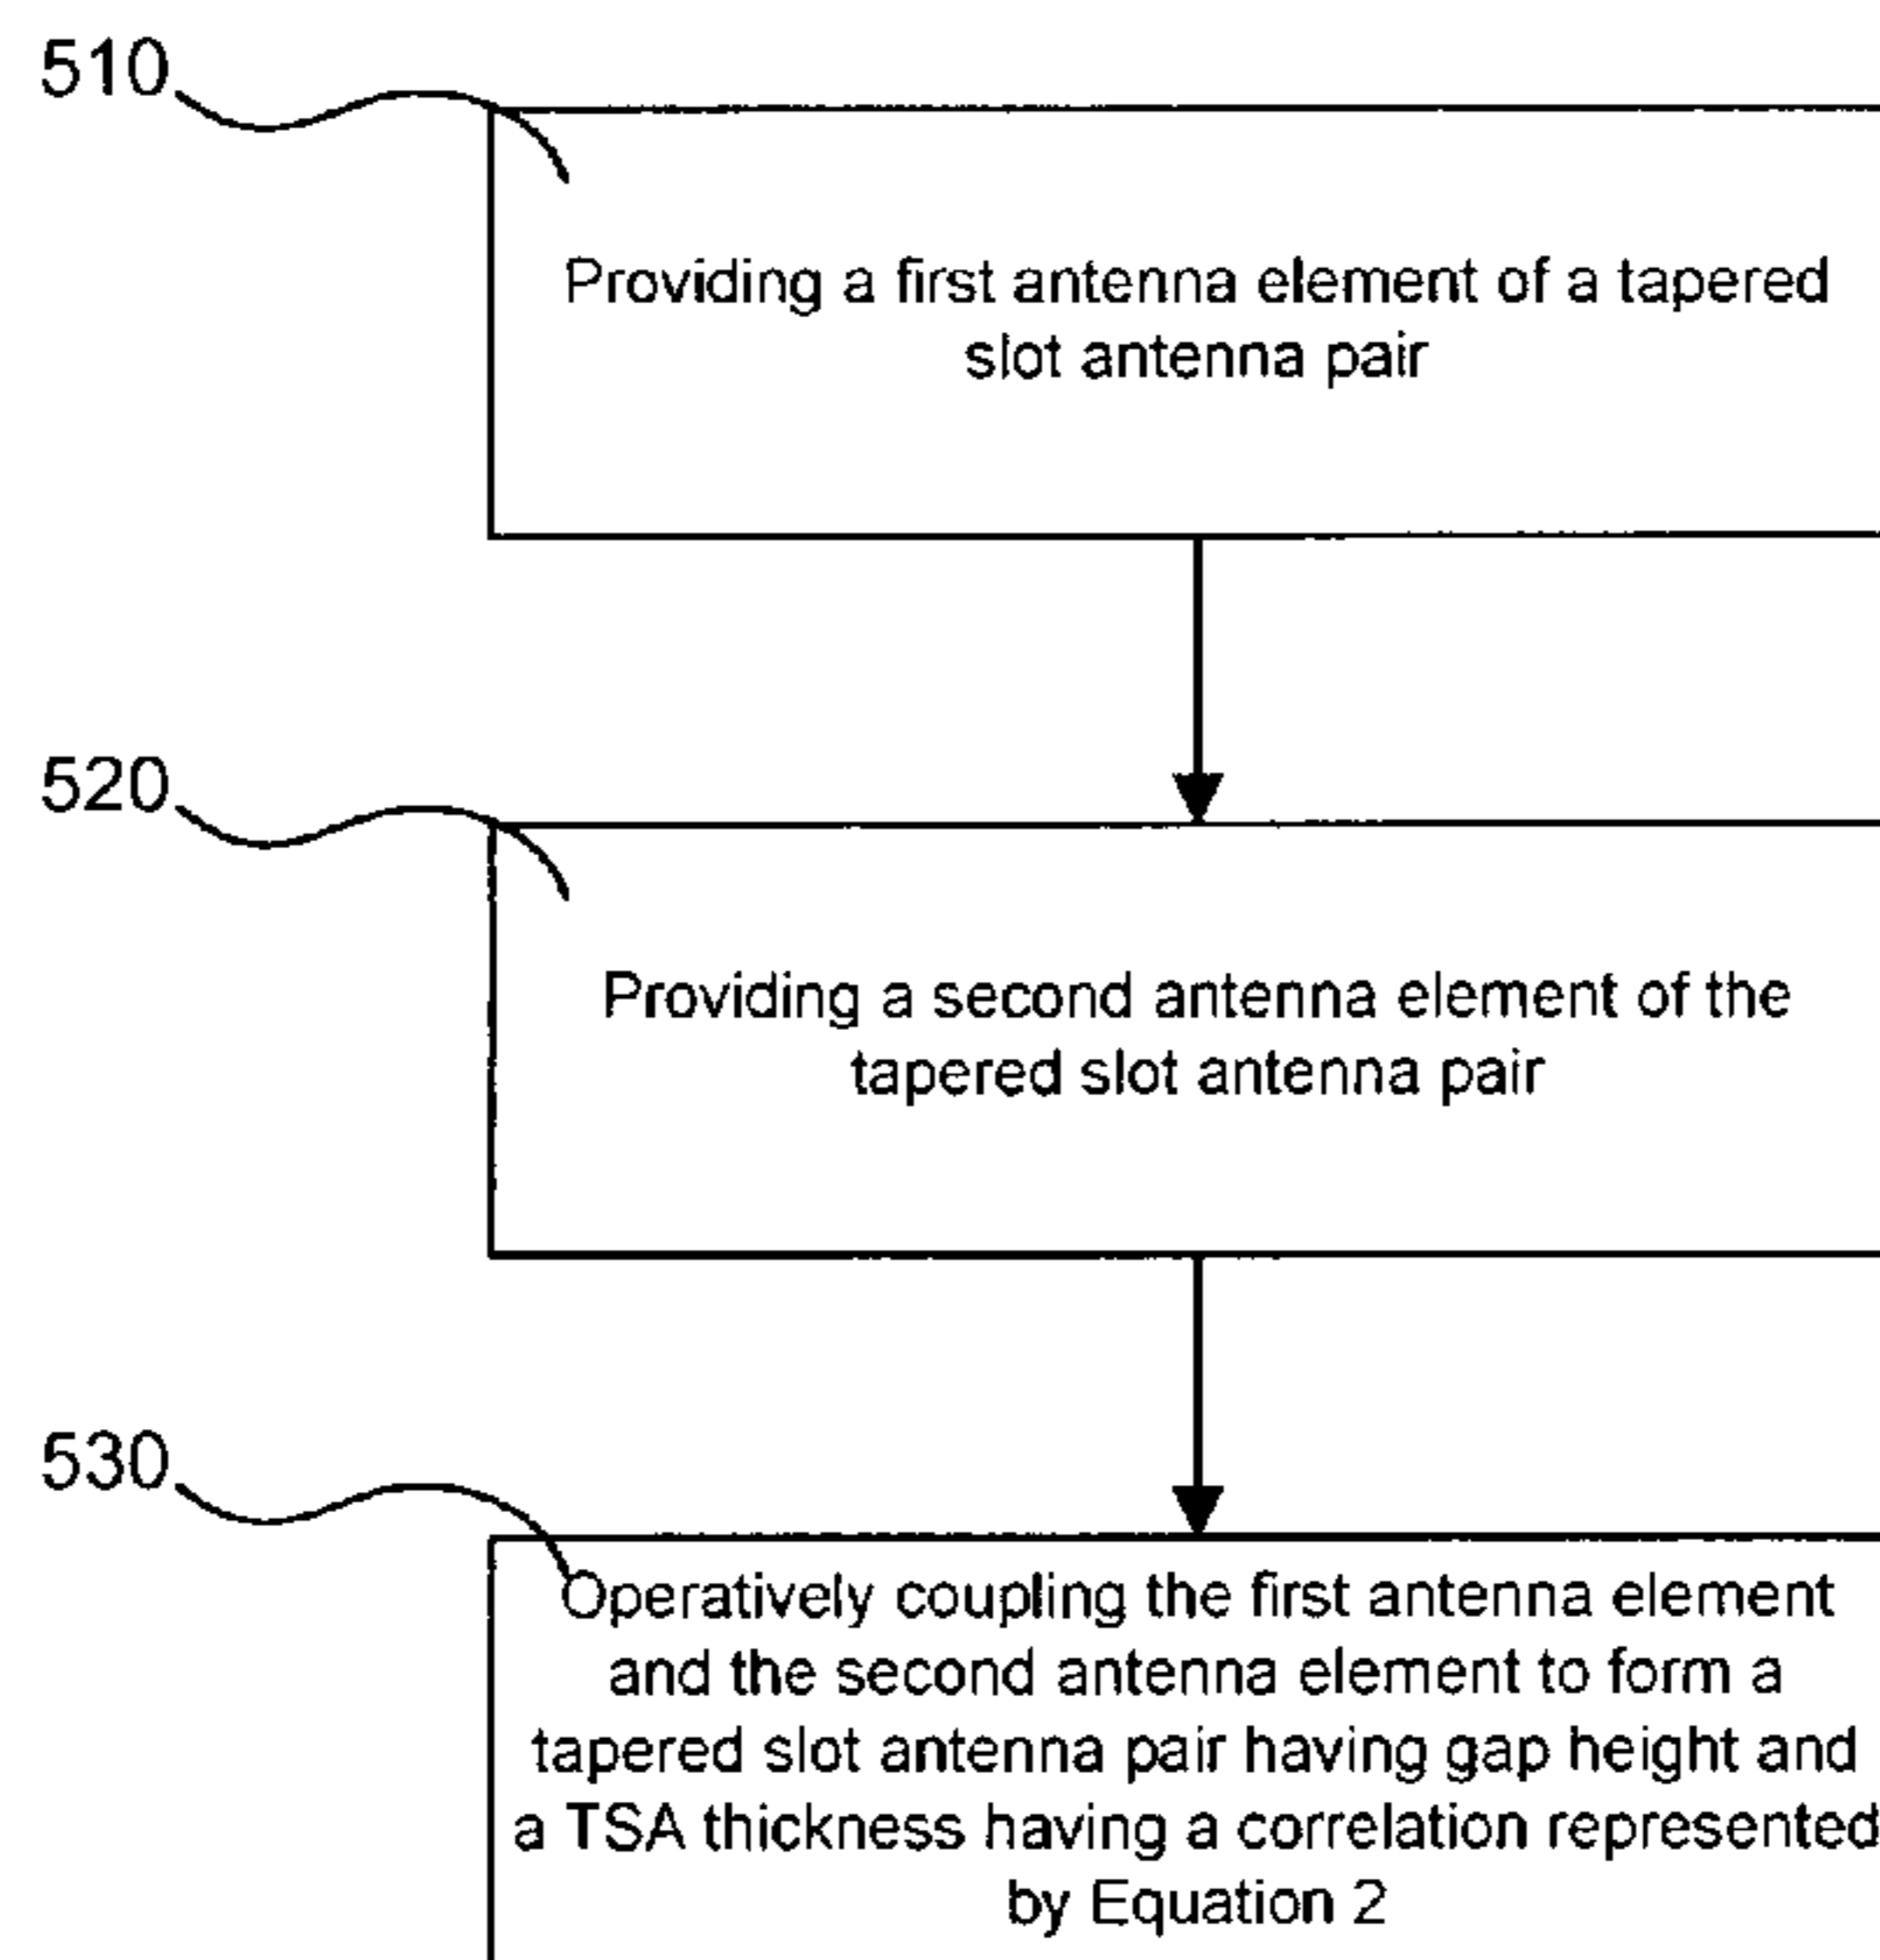 510
Providing a first antenna element of a tapered
slot antenna pair
520
Providing a second antenna element of the
tapered slot antenna pair
530
Operatively coupling the first antenna element
and the second antenna element to form a
tapered slot antenna pair having gap height and
a TSA thickness having a correlation represented
by Equation 2